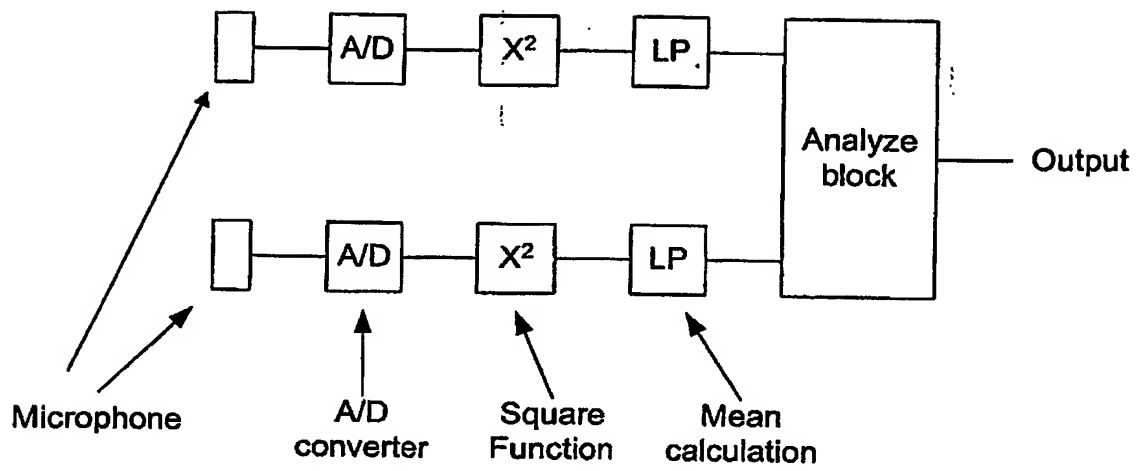 A/D X² LP
Analyze
block
Output
A/D X² LP
Microphone
A/D
converter
Square
Function
Mean
calculation